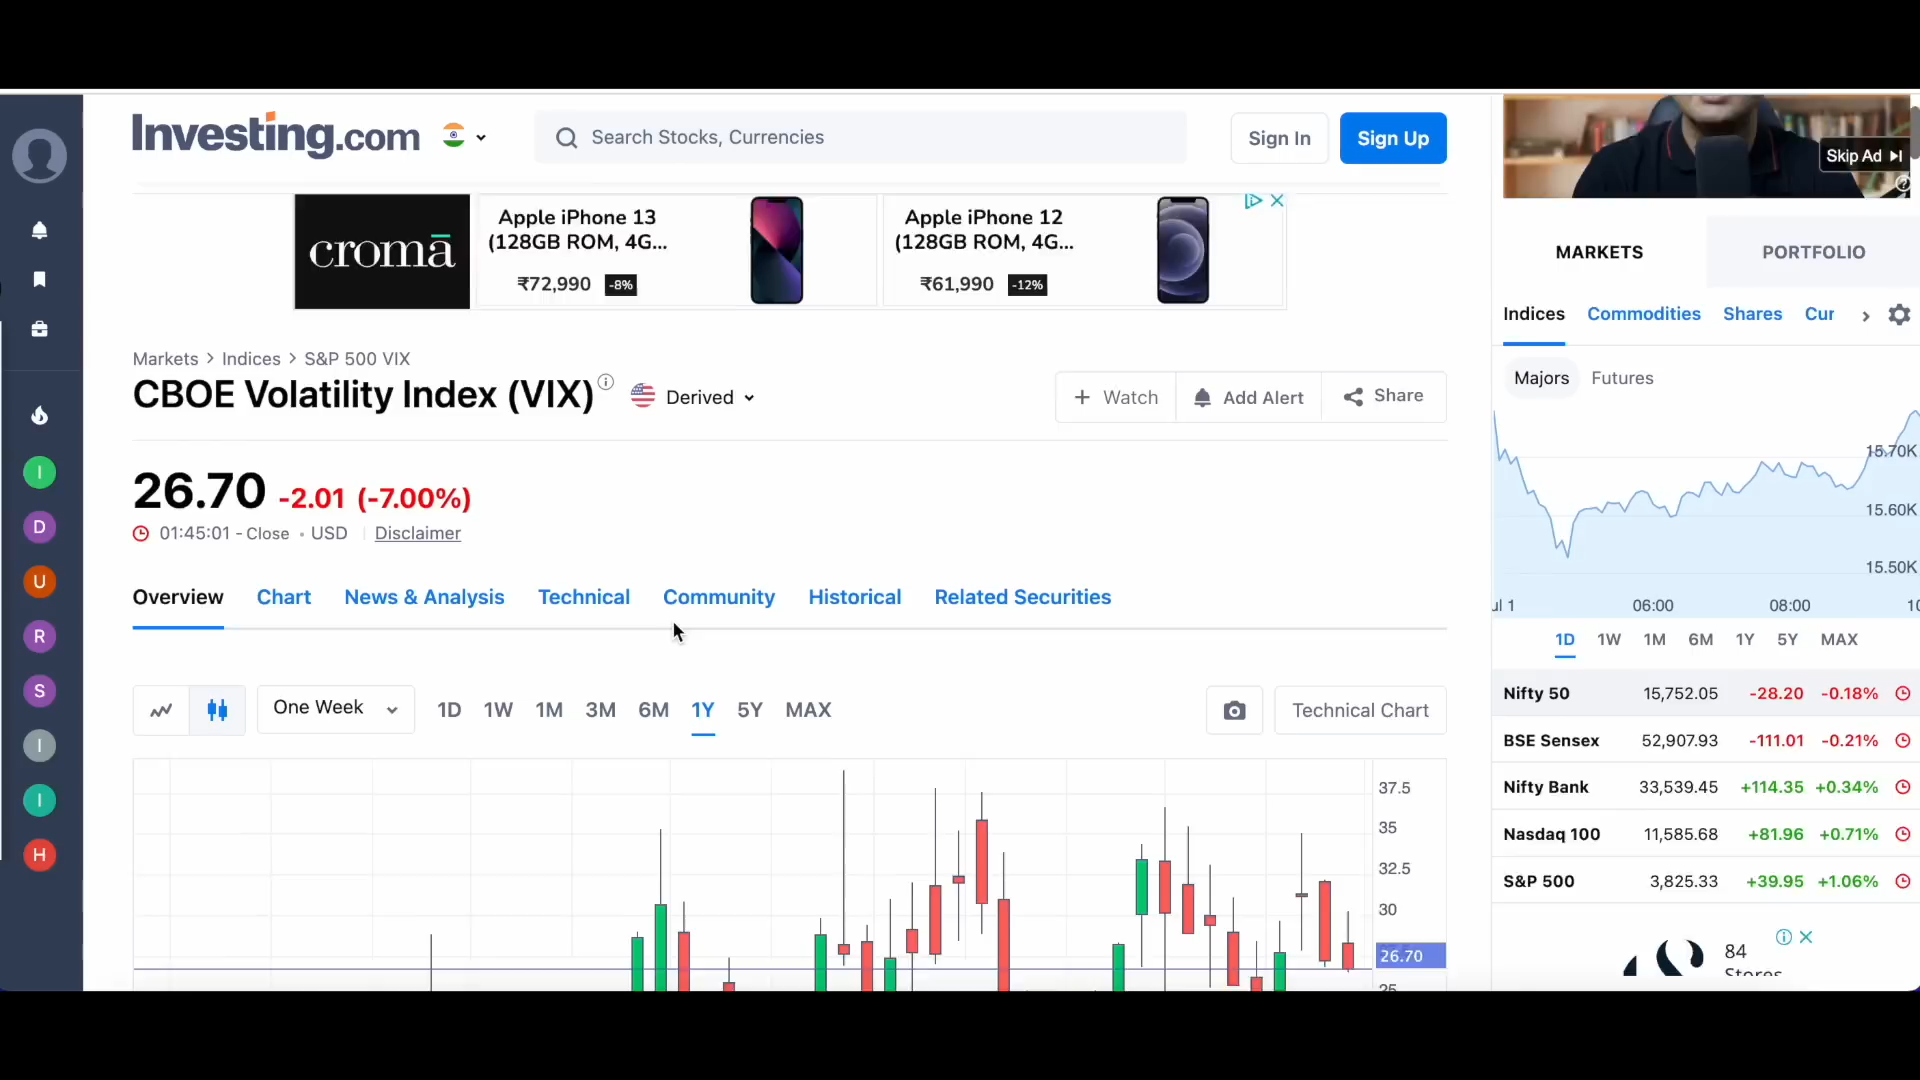 Investing.com
Search Stocks, Currencies
Sign In
Sign Up
Skip Ad
croma
Apple iPhone 13
(128GB ROM, 4G...
₹72,990 -8%
Apple iPhone 12
(128GB ROM, 4G...
₹61,990 -12%
MARKETS
PORTFOLIO
Indices Commodities Shares Cur
Majors Futures
Markets > Indices > S&P 500 VIX
CBOE Volatility Index (VIX)
Derived
+ Watch
Add Alert
Share
26.70 -2.01 (-7.00%)
01:45:01 - Close • USD
Disclaimer
Overview Chart News & Analysis Technical Community Historical Related Securities
One Week
1D 1W 1M 3M 6M 1Y 5Y MAX
Technical Chart
37.5
35
32.5
30
26.70
25
15.70K
15.60K
15.50K
ul 1 06:00 08:00 10
1D 1W 1M 6M 1Y 5Y MAX
Nifty 50 15,752.05 -28.20 -0.18%
BSE Sensex 52,907.93 -111.01 -0.21%
Nifty Bank 33,539.45 +114.35 +0.34%
Nasdaq 100 11,585.68 +81.96 +0.71%
S&P 500 3,825.33 +39.95 +1.06%
84
Stores
I
D
U
R
S
I
I
H